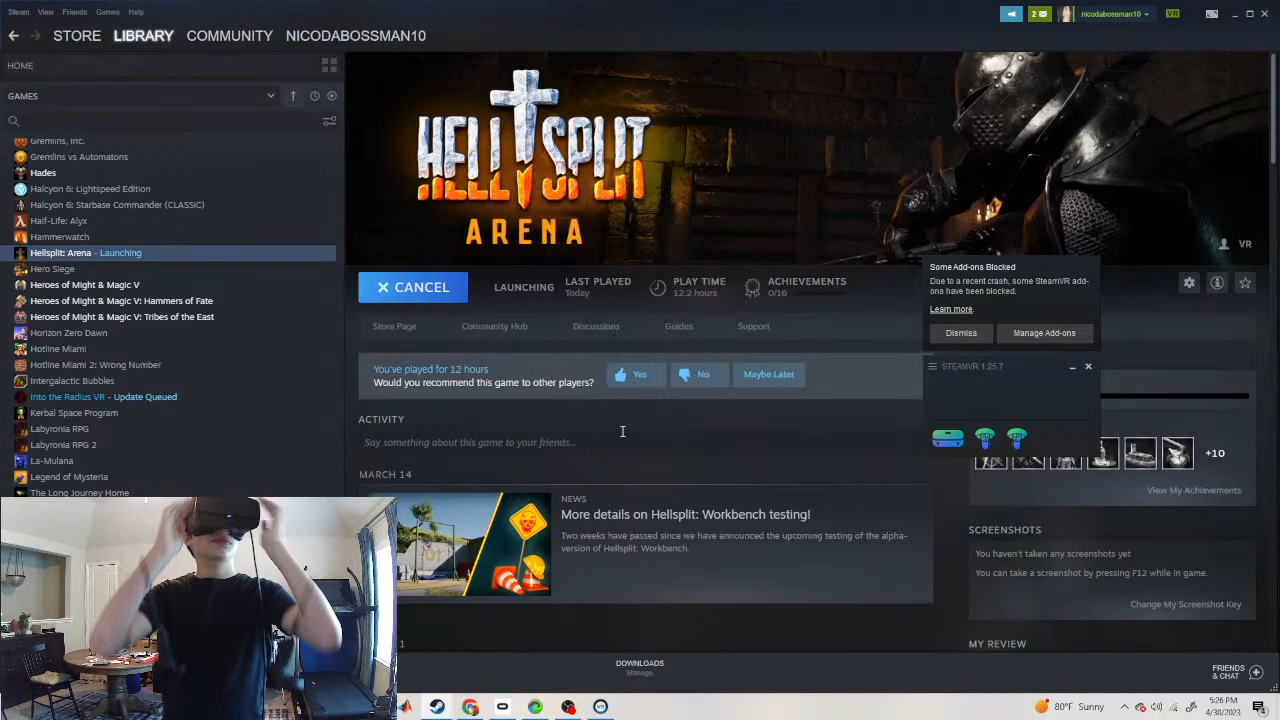 Steam View Friends Games Help
2 nicodabossman10 VR
STORE LIBRARY COMMUNITY NICODABOSSMAN10
HOME
GAMES
Gremlins, Inc.
Gremlins vs Automatons
Hades
Halcyon 6: Lightspeed Edition
Halcyon 6: Starbase Commander (CLASSIC)
Half-Life: Alyx
Hammerwatch
Hellsplit: Arena - Launching
Hero Siege
Heroes of Might & Magic V
Heroes of Might & Magic V: Hammers of Fate
Heroes of Might & Magic V: Tribes of the East
Horizon Zero Dawn
Hotline Miami
Hotline Miami 2: Wrong Number
Intergalactic Bubbles
Into the Radius VR - Update Queued
Kerbal Space Program
Labyronia RPG
Labyronia RPG 2
La-Mulana
Legend of Mysteria
The Long Journey Home
HELLSPLIT
ARENA
VR
CANCEL
LAUNCHING
LAST PLAYED
Today
PLAY TIME
12.2 hours
ACHIEVEMENTS
0/16
Store Page Community Hub Discussions Guides Support
You've played for 12 hours
Would you recommend this game to other players?
Yes No Maybe Later
ACTIVITY
Say something about this game to your friends...
MARCH 14
NEWS
More details on Hellsplit: Workbench testing!
Two weeks have passed since we have announced the upcoming testing of the alpha-
version of Hellsplit: Workbench.
1
Some Add-ons Blocked
Due to a recent crash, some SteamVR add-
ons have been blocked.
Learn more.
Dismiss Manage Add-ons
STEAMVR 1.25.7
+10
View My Achievements
SCREENSHOTS
You haven't taken any screenshots yet
You can take a screenshot by pressing F12 while in game.
Change My Screenshot Key
MY REVIEW
DOWNLOADS
Manage
FRIENDS
& CHAT
80°F Sunny
5:26 PM
4/30/2023